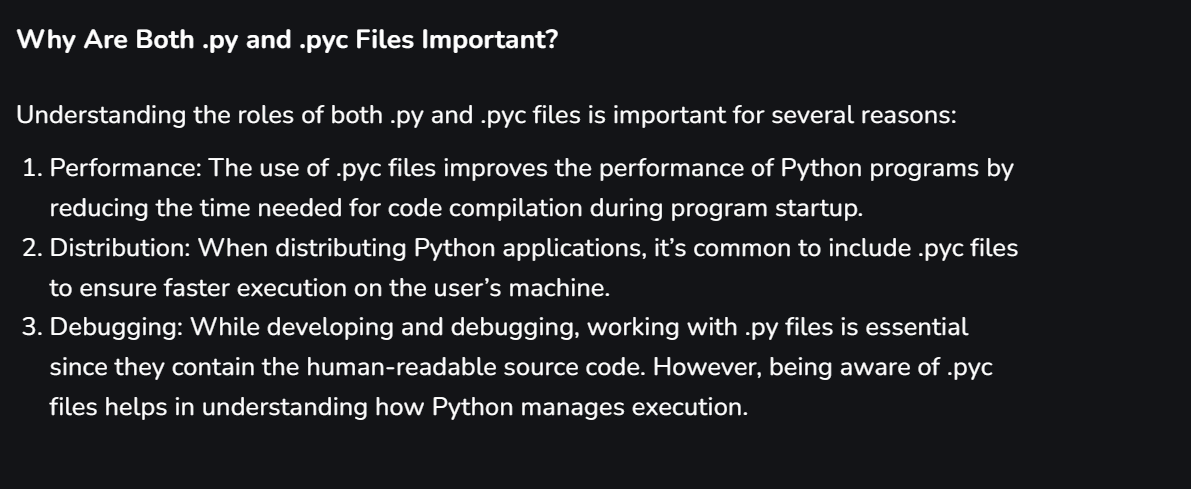 Why Are Both .py and .pyc Files Important?
Understanding the roles of both .py and .pyc files is important for several reasons:
1. Performance: The use of .pyc files improves the performance of Python programs by
reducing the time needed for code compilation during program startup.
2. Distribution: When distributing Python applications, it’s common to include .pyc files
to ensure faster execution on the user’s machine.
3. Debugging: While developing and debugging, working with .py files is essential
since they contain the human-readable source code. However, being aware of .pyc
files helps in understanding how Python manages execution.